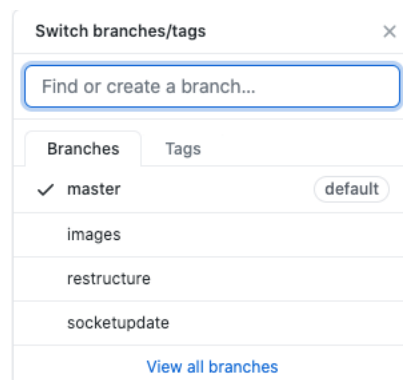 Switch branches/tags
Find or create a branch...
Branches Tags
master default
images
restructure
socketupdate
View all branches